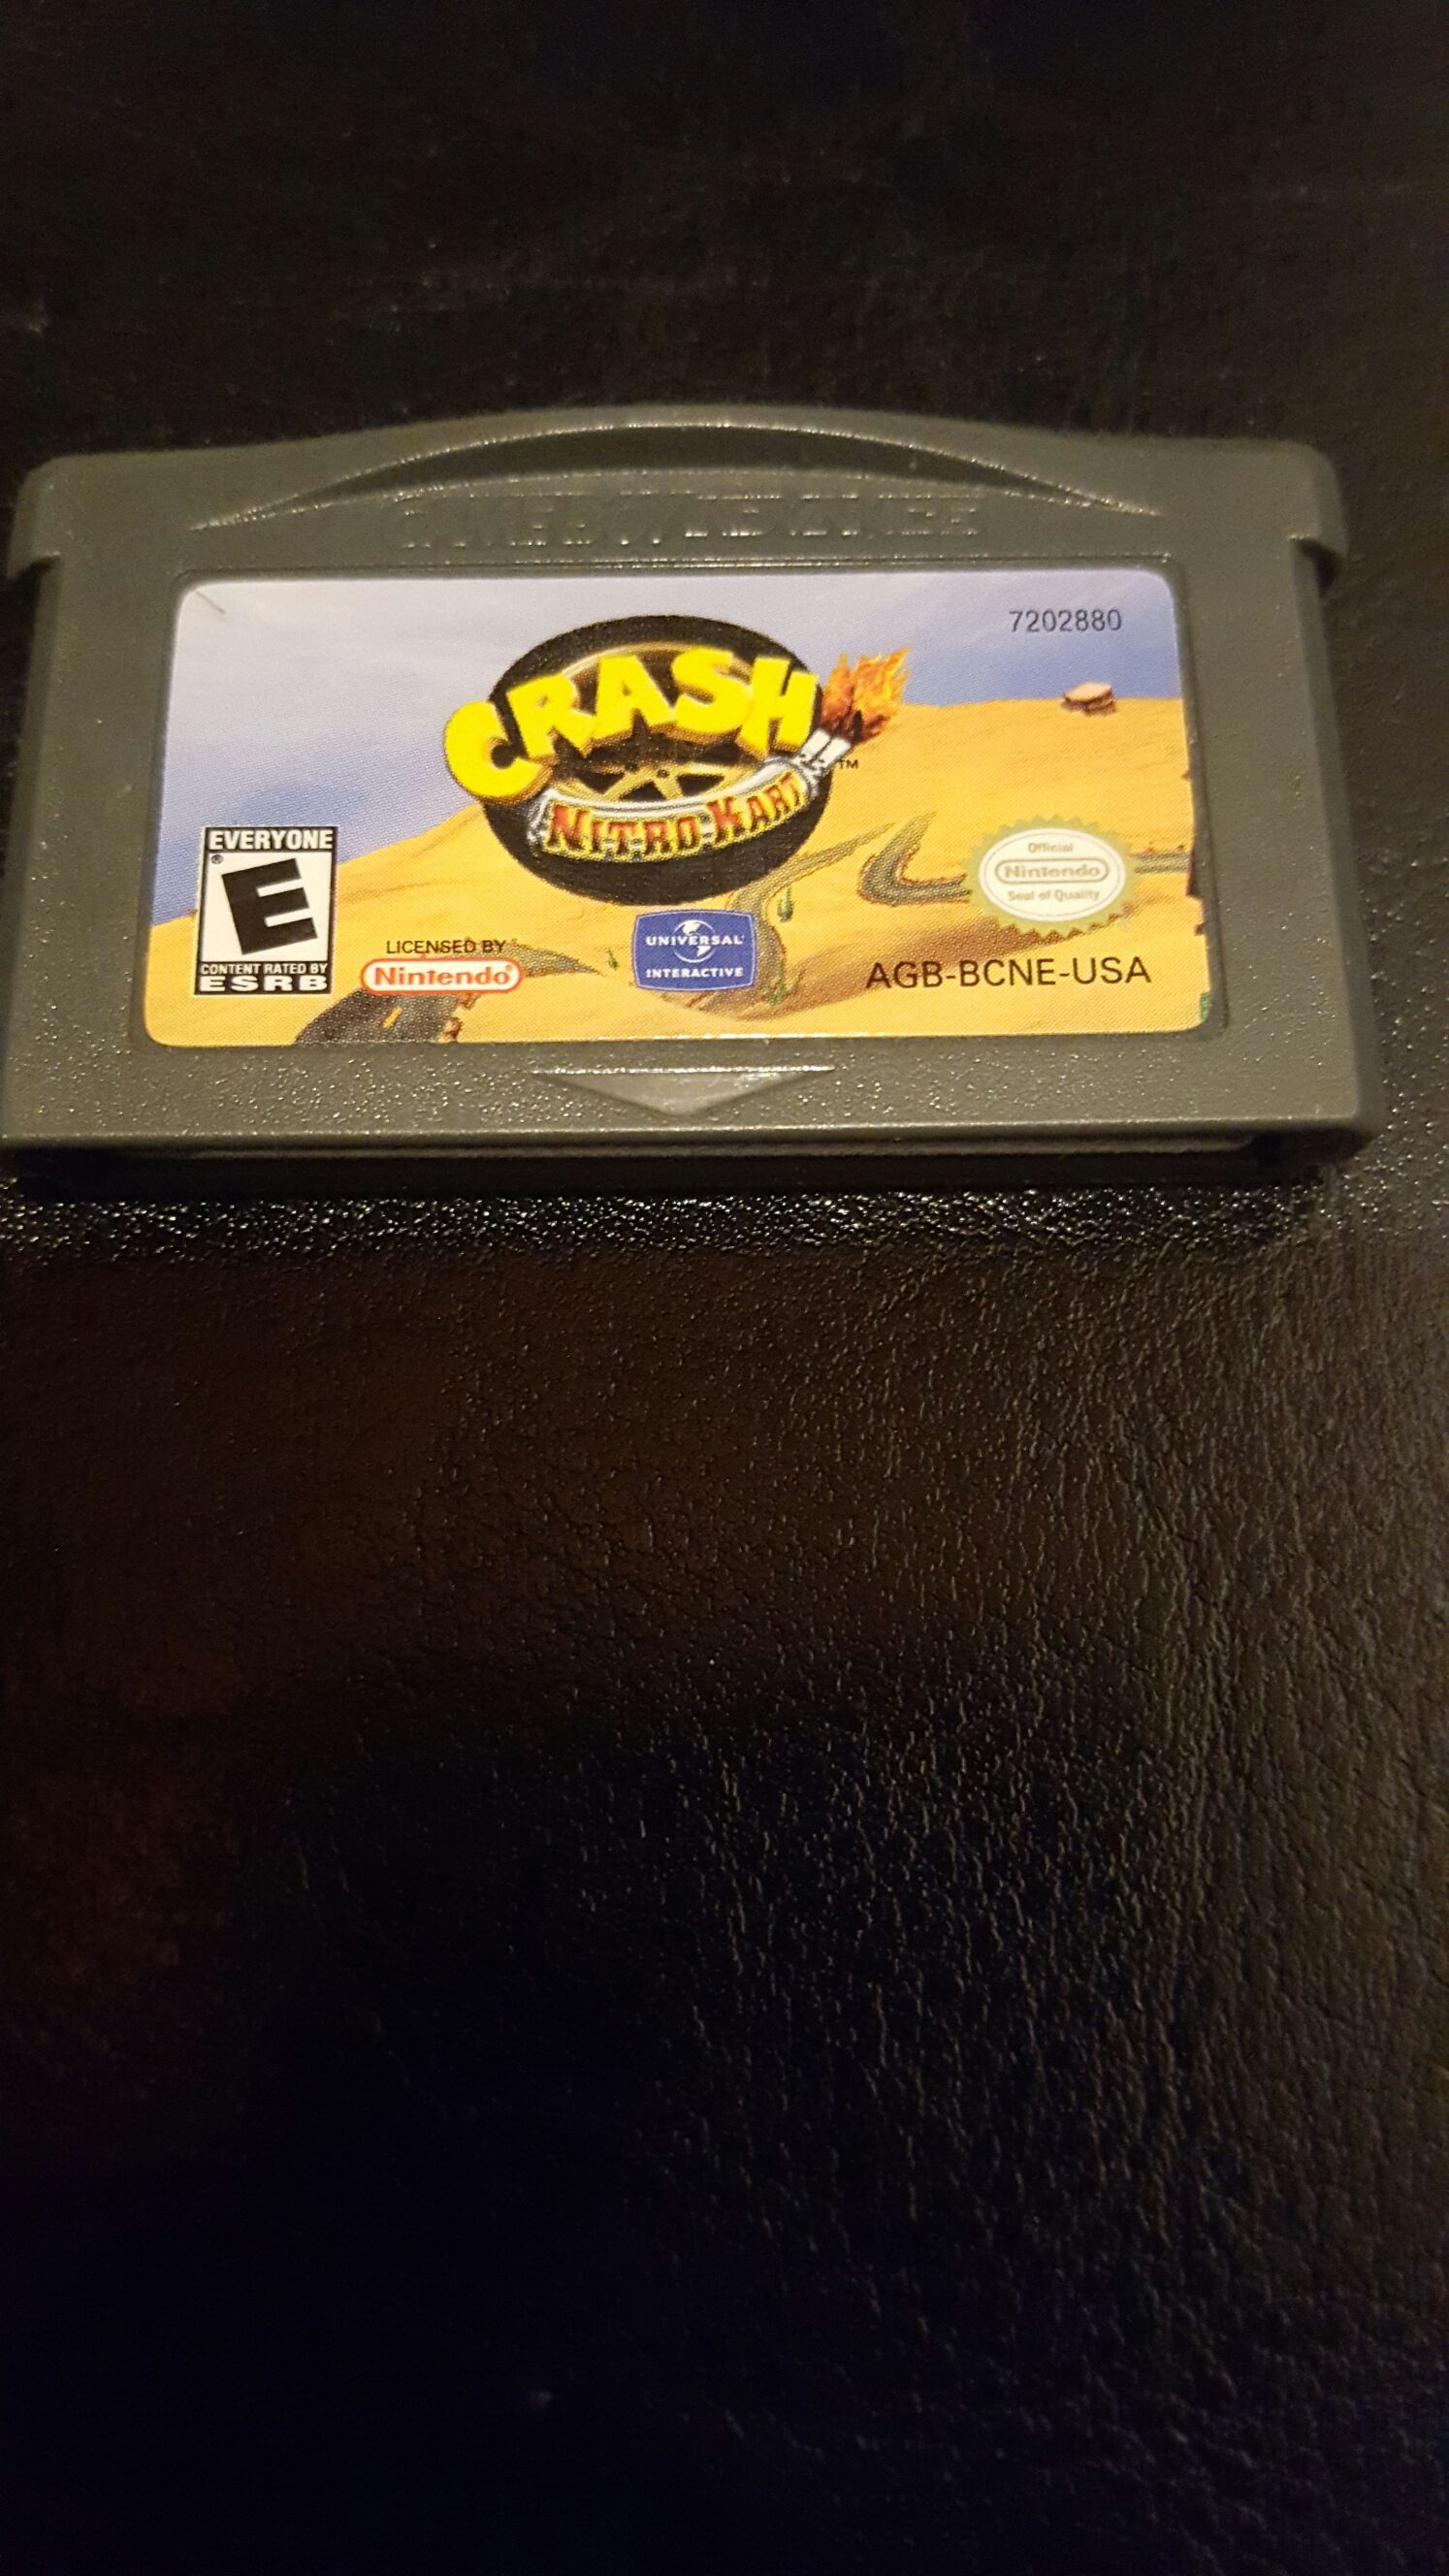 GAME BOY ADVANCE
7202880
CRASH
NITRO KART
™
EVERYONE
®
E
CONTENT RATED BY
ESRB
LICENSED BY
Nintendo®
UNIVERSAL
INTERACTIVE
Official
Nintendo
Seal of Quality
AGB-BCNE-USA